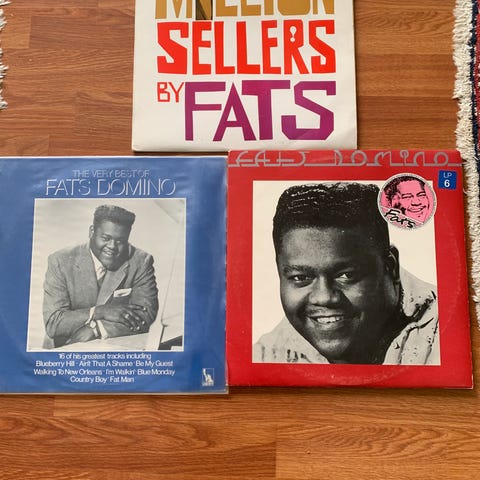 MILLION
SELLERS
BY FATS
THE VERY BEST OF
FATS DOMINO
16 of his greatest tracks including
Blueberry Hill · Ain't That A Shame · Be My Guest
Walking To New Orleans · I'm Walkin' · Blue Monday
Country Boy · Fat Man
FATS DOMINO
LP
6
Fats